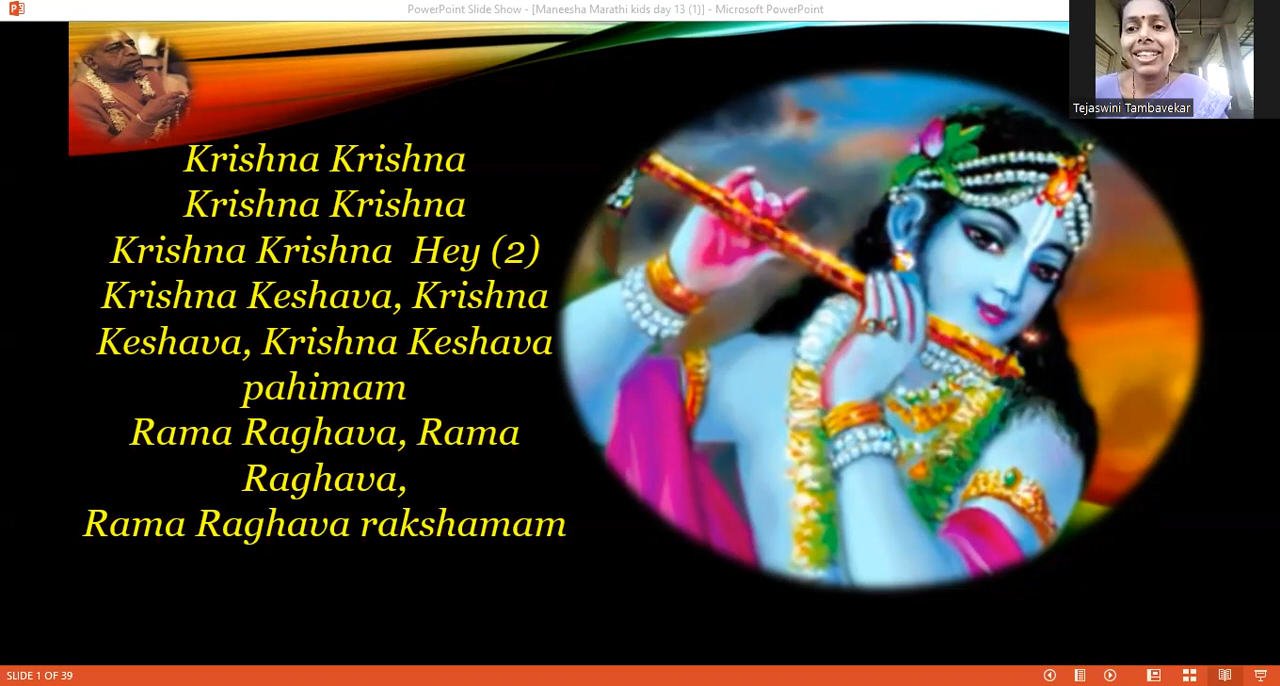 PowerPoint Slide Show - [Maneesha Marathi kids day 13 (1)] - Microsoft PowerPoint
Tejaswini Tambavekar
Krishna Krishna
Krishna Krishna
Krishna Krishna  Hey (2)
Krishna Keshava, Krishna
Keshava, Krishna Keshava
pahimam
Rama Raghava, Rama
Raghava,
Rama Raghava rakshamam
SLIDE 1 OF 39